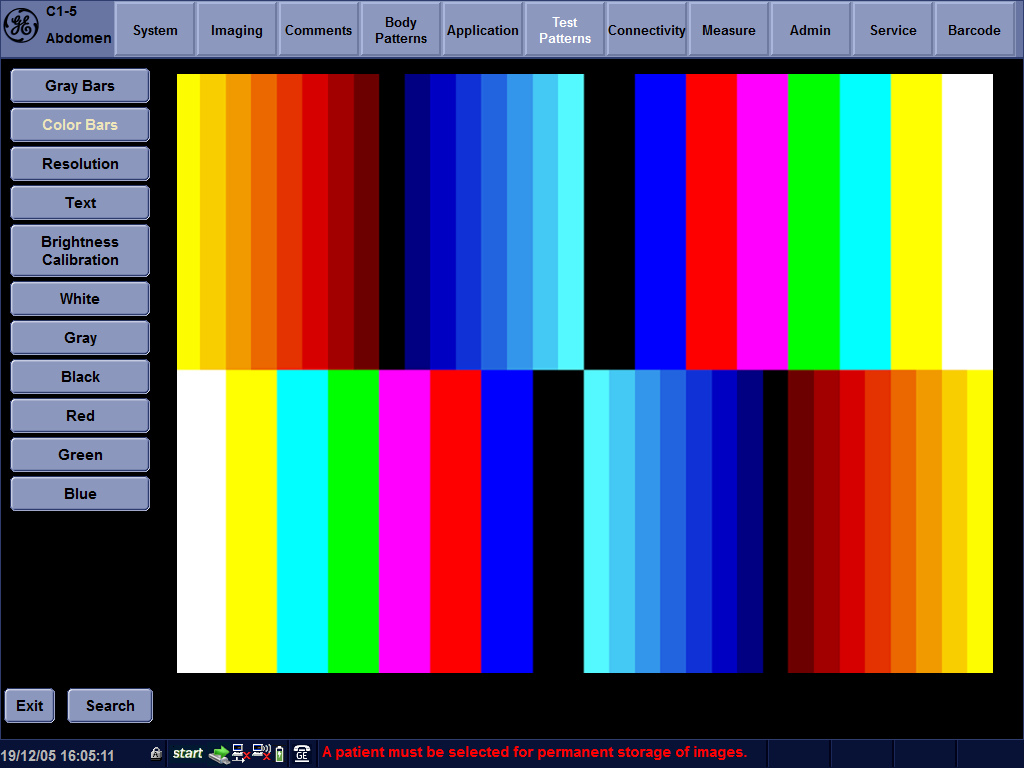 C1-5
Abdomen
System
Imaging
Comments
Body
Patterns
Application
Test
Patterns
Connectivity
Measure
Admin
Service
Barcode
Gray Bars
Color Bars
Resolution
Text
Brightness
Calibration
White
Gray
Black
Red
Green
Blue
Exit
Search
19/12/05 16:05:11
start
GE
A patient must be selected for permanent storage of images.